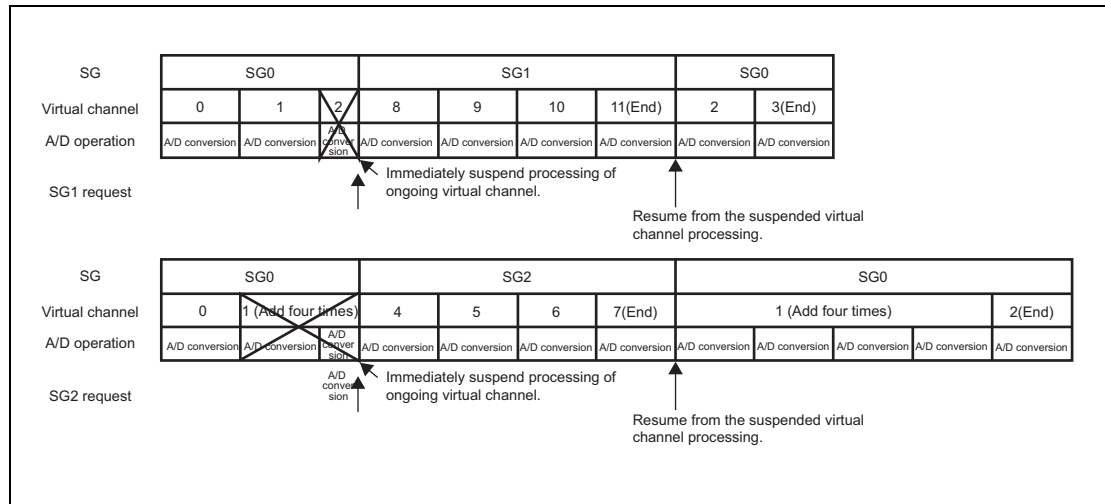 SG SG0 SG1 SG0
Virtual channel 0 1 2 8 9 10 11(End) 2 3(End)
A/D operation A/D conversion A/D conversion A/D conver sion A/D conversion A/D conversion A/D conversion A/D conversion A/D conversion A/D conversion
SG1 request
Immediately suspend processing of
ongoing virtual channel.
Resume from the suspended virtual
channel processing.
SG SG0 SG2 SG0
Virtual channel 0 1 (Add four times) 4 5 6 7(End) 1 (Add four times) 2(End)
A/D operation A/D conversion A/D conversion A/D conver sion A/D conversion A/D conversion A/D conversion A/D conversion A/D conversion A/D conversion A/D conversion A/D conversion A/D conversion
SG2 request
A/D
conver
sion
Immediately suspend processing of
ongoing virtual channel.
Resume from the suspended virtual
channel processing.